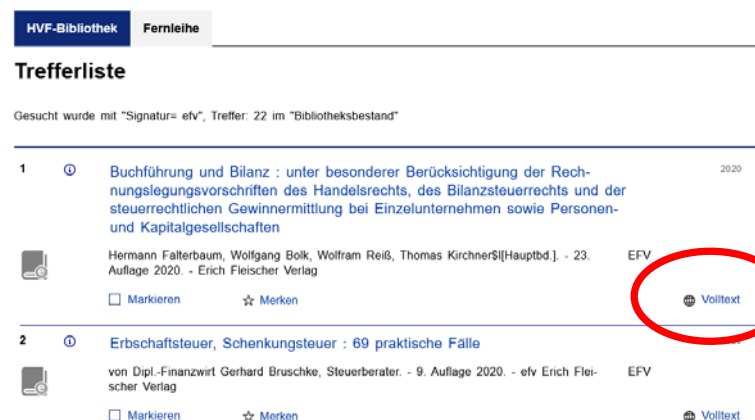 HVF-Bibliothek Fernleihe
Trefferliste
Gesucht wurde mit "Signatur= efv", Treffer: 22 im "Bibliotheksbestand"
1 Buchführung und Bilanz : unter besonderer Berücksichtigung der Rech- 2020
nungslegungsvorschriften des Handelsrechts, des Bilanzsteuerrechts und der
steuerrechtlichen Gewinnermittlung bei Einzelunternehmen sowie Personen-
und Kapitalgesellschaften
Hermann Falterbaum, Wolfgang Bolk, Wolfram Reiß, Thomas Kirchner$l[Hauptbd.]. - 23. EFV
Auflage 2020. - Erich Fleischer Verlag
Markieren Merken Volltext
2 Erbschaftsteuer, Schenkungsteuer : 69 praktische Fälle
von Dipl.-Finanzwirt Gerhard Bruschke, Steuerberater. - 9. Auflage 2020. - efv Erich Flei- EFV
scher Verlag
Markieren Merken Volltext